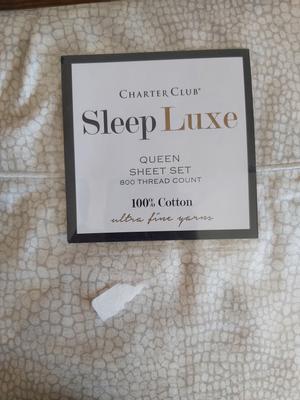 CHARTER CLUB®
Sleep Luxe
QUEEN
SHEET SET
800 THREAD COUNT
100% Cotton
ultra fine yarns